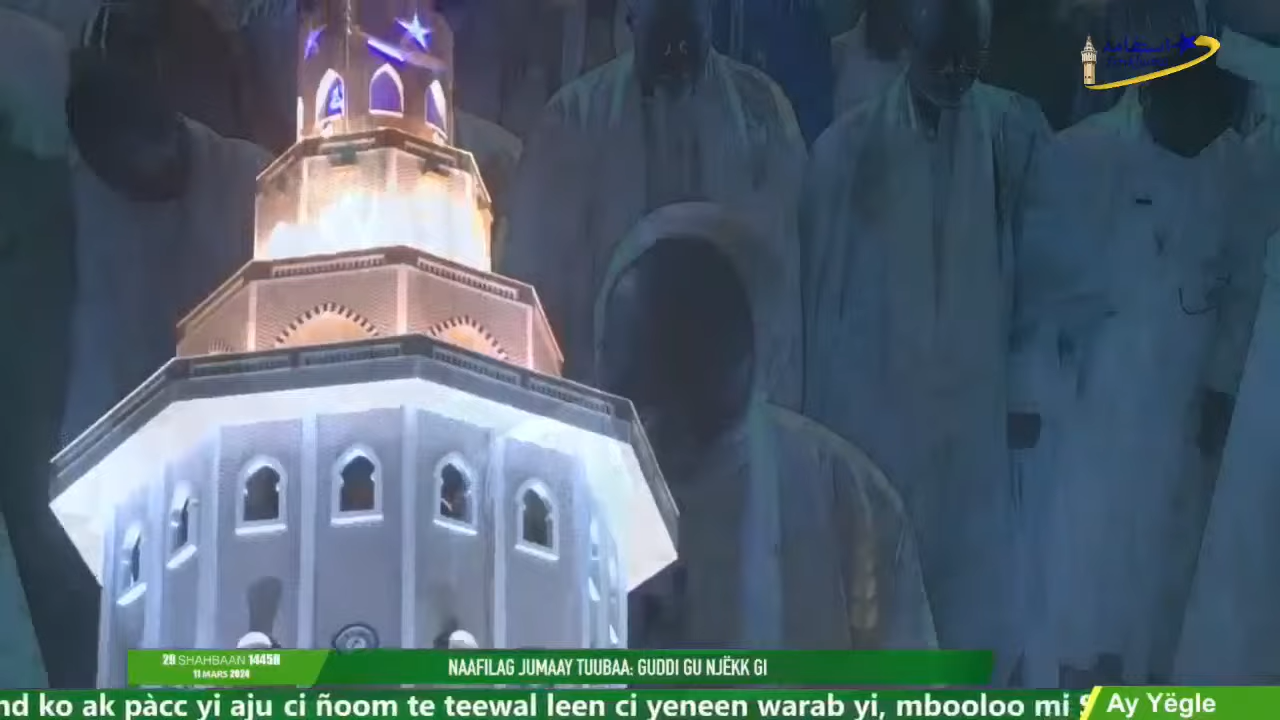 29 SHAHBAAN 1445H
11 MARS 2024
NAAFILAG JUMAAY TUUBAA: GUDDI GU NJËKK GI
nd ko ak pàcc yi aju ci ñoom te teewal leen ci yeneen warab yi, mbooloo mi S
Ay Yëgle